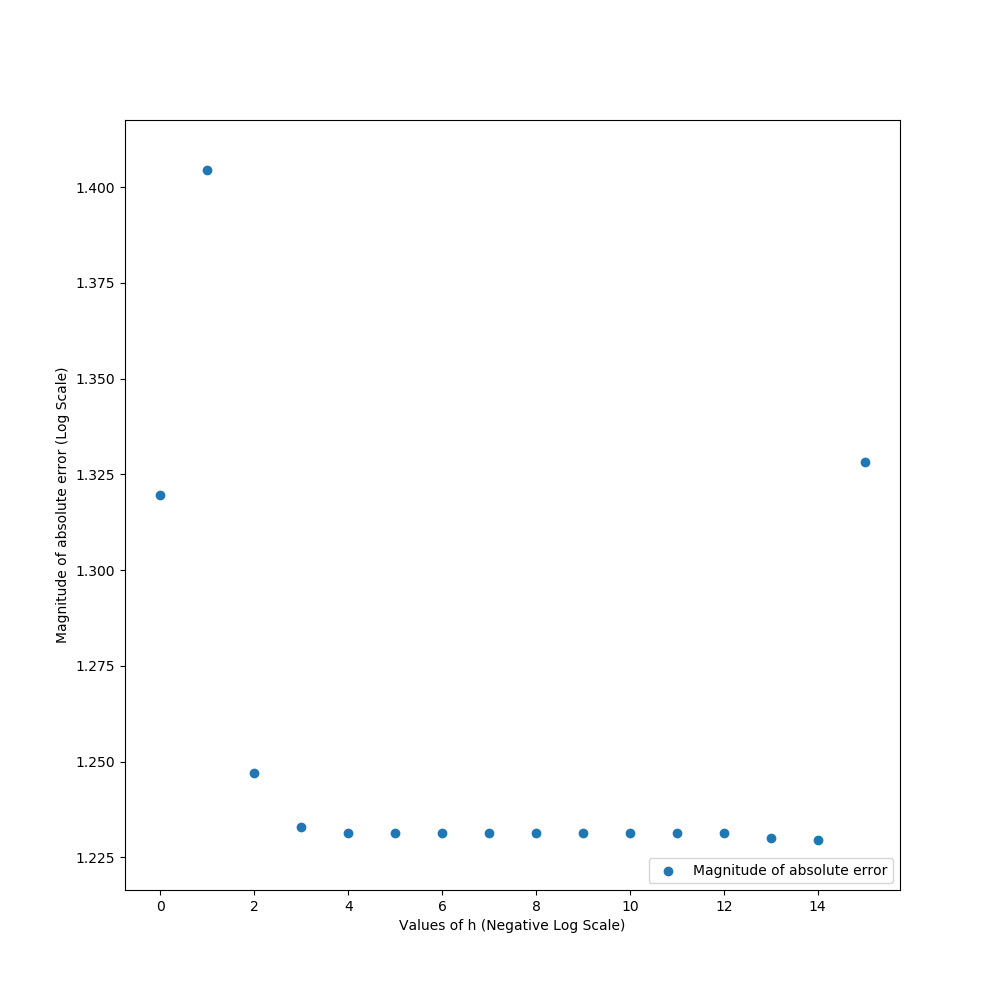 1.400
1.375
1.350
1.325
1.300
1.275
1.250
1.225
Magnitude of absolute error (Log Scale)
Magnitude of absolute error
0 2 4 6 8 10 12 14
Values of h (Negative Log Scale)